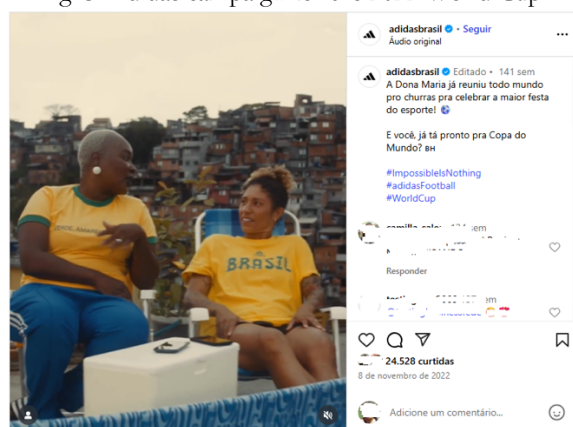 adidasbrasil • Seguir
Áudio original
adidasbrasil Editado • 141 sem
A Dona Maria já reuniu todo mundo
pro churras pra celebrar a maior festa
do esporte!
E você, já tá pronto pra Copa do
Mundo? BH
#ImpossibleIsNothing
#adidasFootball
#WorldCup
sem
Responder
BRASIL
24.528 curtidas
8 de novembro de 2022
Adicione um comentário...